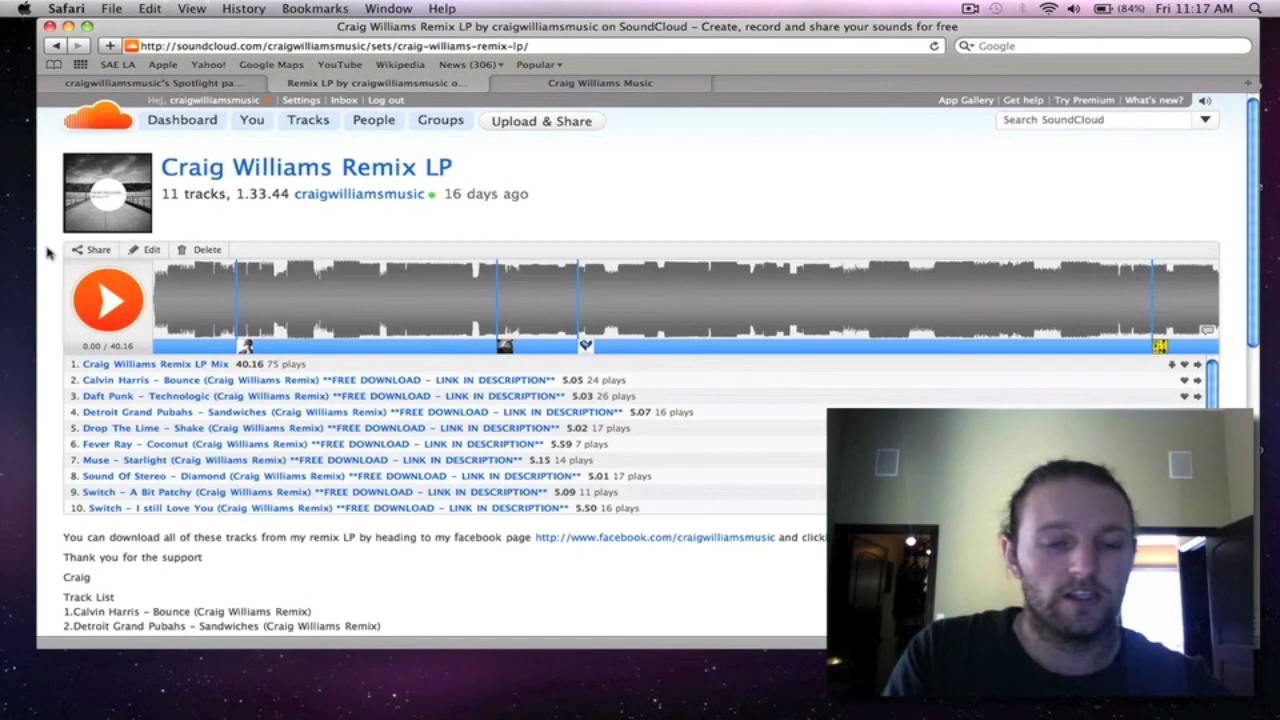 Safari File Edit View History Bookmarks Window Help (84%) Fri 11:17 AM
Craig Williams Remix LP by craigwilliamsmusic on SoundCloud - Create, record and share your sounds for free
http://soundcloud.com/craigwilliamsmusic/sets/craig-williams-remix-lp/ Google
SAE LA Apple Yahoo! Google Maps YouTube Wikipedia News (306) Popular
craigwilliamsmusic's Spotlight pa... Remix LP by craigwilliamsmusic o... Craig Williams Music
Hej, craigwilliamsmusic Settings Inbox Log out App Gallery Get help Try Premium What's new?
Dashboard You Tracks People Groups Upload & Share Search SoundCloud
Craig Williams Remix LP
11 tracks, 1.33.44 craigwilliamsmusic 16 days ago
Share Edit Delete
0.00 / 40.16
1. Craig Williams Remix LP Mix 40.16 75 plays
2. Calvin Harris - Bounce (Craig Williams Remix) **FREE DOWNLOAD - LINK IN DESCRIPTION** 5.05 24 plays
3. Daft Punk - Technologic (Craig Williams Remix) **FREE DOWNLOAD - LINK IN DESCRIPTION** 5.03 26 plays
4. Detroit Grand Pubahs - Sandwiches (Craig Williams Remix) **FREE DOWNLOAD - LINK IN DESCRIPTION** 5.07 16 plays
5. Drop The Lime - Shake (Craig Williams Remix) **FREE DOWNLOAD - LINK IN DESCRIPTION** 5.02 17 plays
6. Fever Ray - Coconut (Craig Williams Remix) **FREE DOWNLOAD - LINK IN DESCRIPTION** 5.59 7 plays
7. Muse - Starlight (Craig Williams Remix) **FREE DOWNLOAD - LINK IN DESCRIPTION** 5.15 14 plays
8. Sound Of Stereo - Diamond (Craig Williams Remix) **FREE DOWNLOAD - LINK IN DESCRIPTION** 5.01 17 plays
9. Switch - A Bit Patchy (Craig Williams Remix) **FREE DOWNLOAD - LINK IN DESCRIPTION** 5.09 11 plays
10. Switch - I still Love You (Craig Williams Remix) **FREE DOWNLOAD - LINK IN DESCRIPTION** 5.50 16 plays
You can download all of these tracks from my remix LP by heading to my facebook page http://www.facebook.com/craigwilliamsmusic and clicki
Thank you for the support
Craig
Track List
1.Calvin Harris - Bounce (Craig Williams Remix)
2.Detroit Grand Pubahs - Sandwiches (Craig Williams Remix)